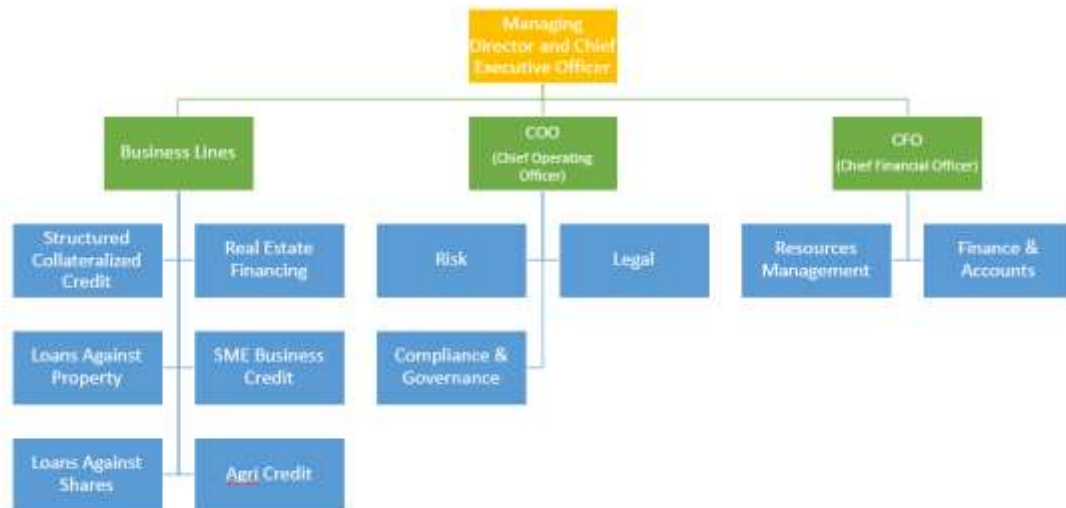 Managing
Director and Chief
Executive Officer
Business Lines
COO
(Chief Operating
Officer)
CFO
(Chief Financial Officer)
Structured
Collateralized
Credit
Real Estate
Financing
Risk
Legal
Resources
Management
Finance &
Accounts
Loans Against
Property
SME Business
Credit
Compliance &
Governance
Loans Against
Shares
Agri Credit